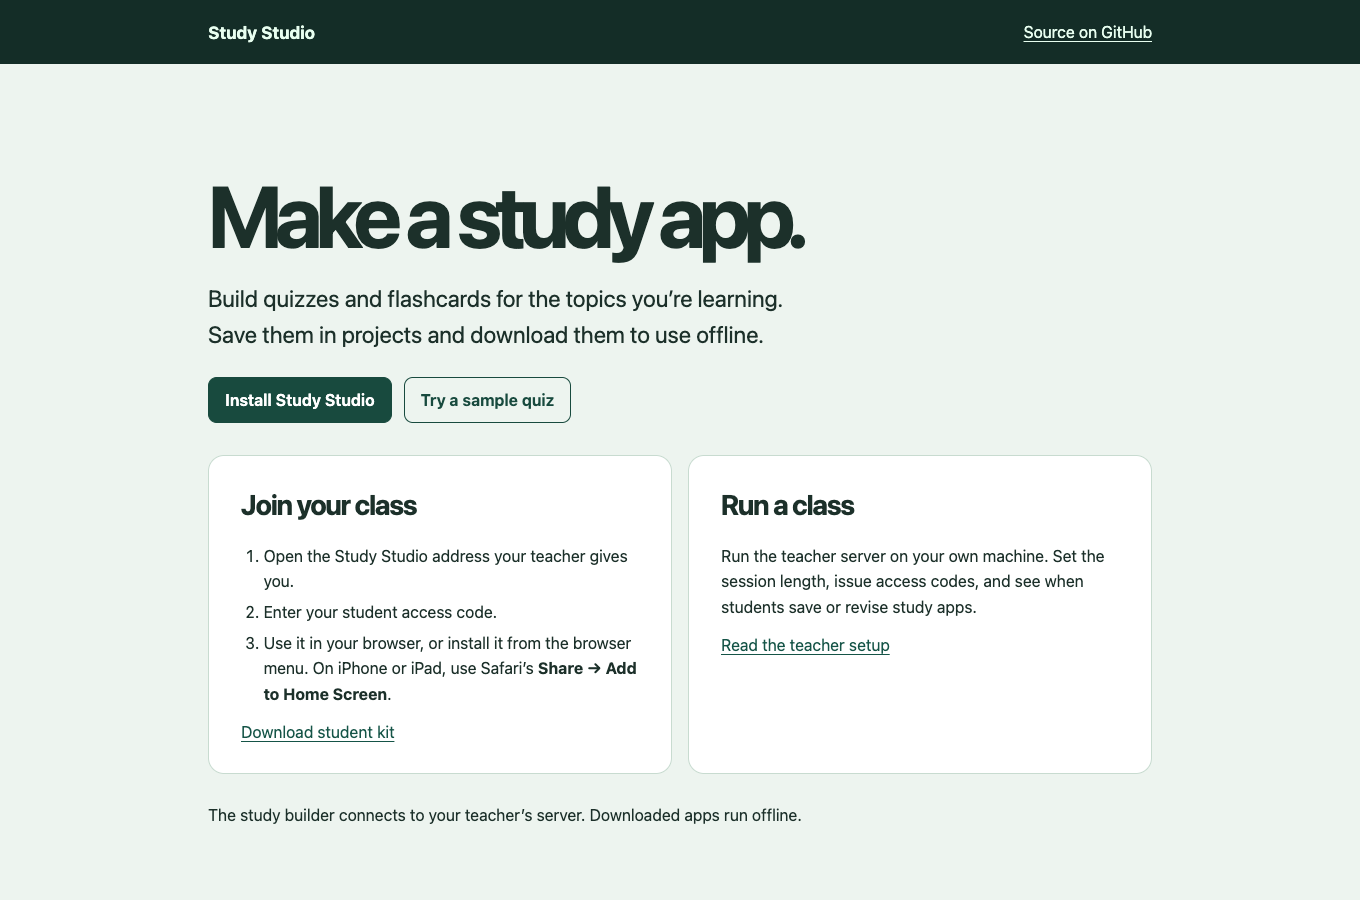 Study Studio
Source on GitHub
Make a study app.
Build quizzes and flashcards for the topics you’re learning.
Save them in projects and download them to use offline.
Install Study Studio
Try a sample quiz
Join your class
1. Open the Study Studio address your teacher gives
you.
2. Enter your student access code.
3. Use it in your browser, or install it from the browser
menu. On iPhone or iPad, use Safari’s Share → Add
to Home Screen.
Download student kit
Run a class
Run the teacher server on your own machine. Set the
session length, issue access codes, and see when
students save or revise study apps.
Read the teacher setup
The study builder connects to your teacher’s server. Downloaded apps run offline.